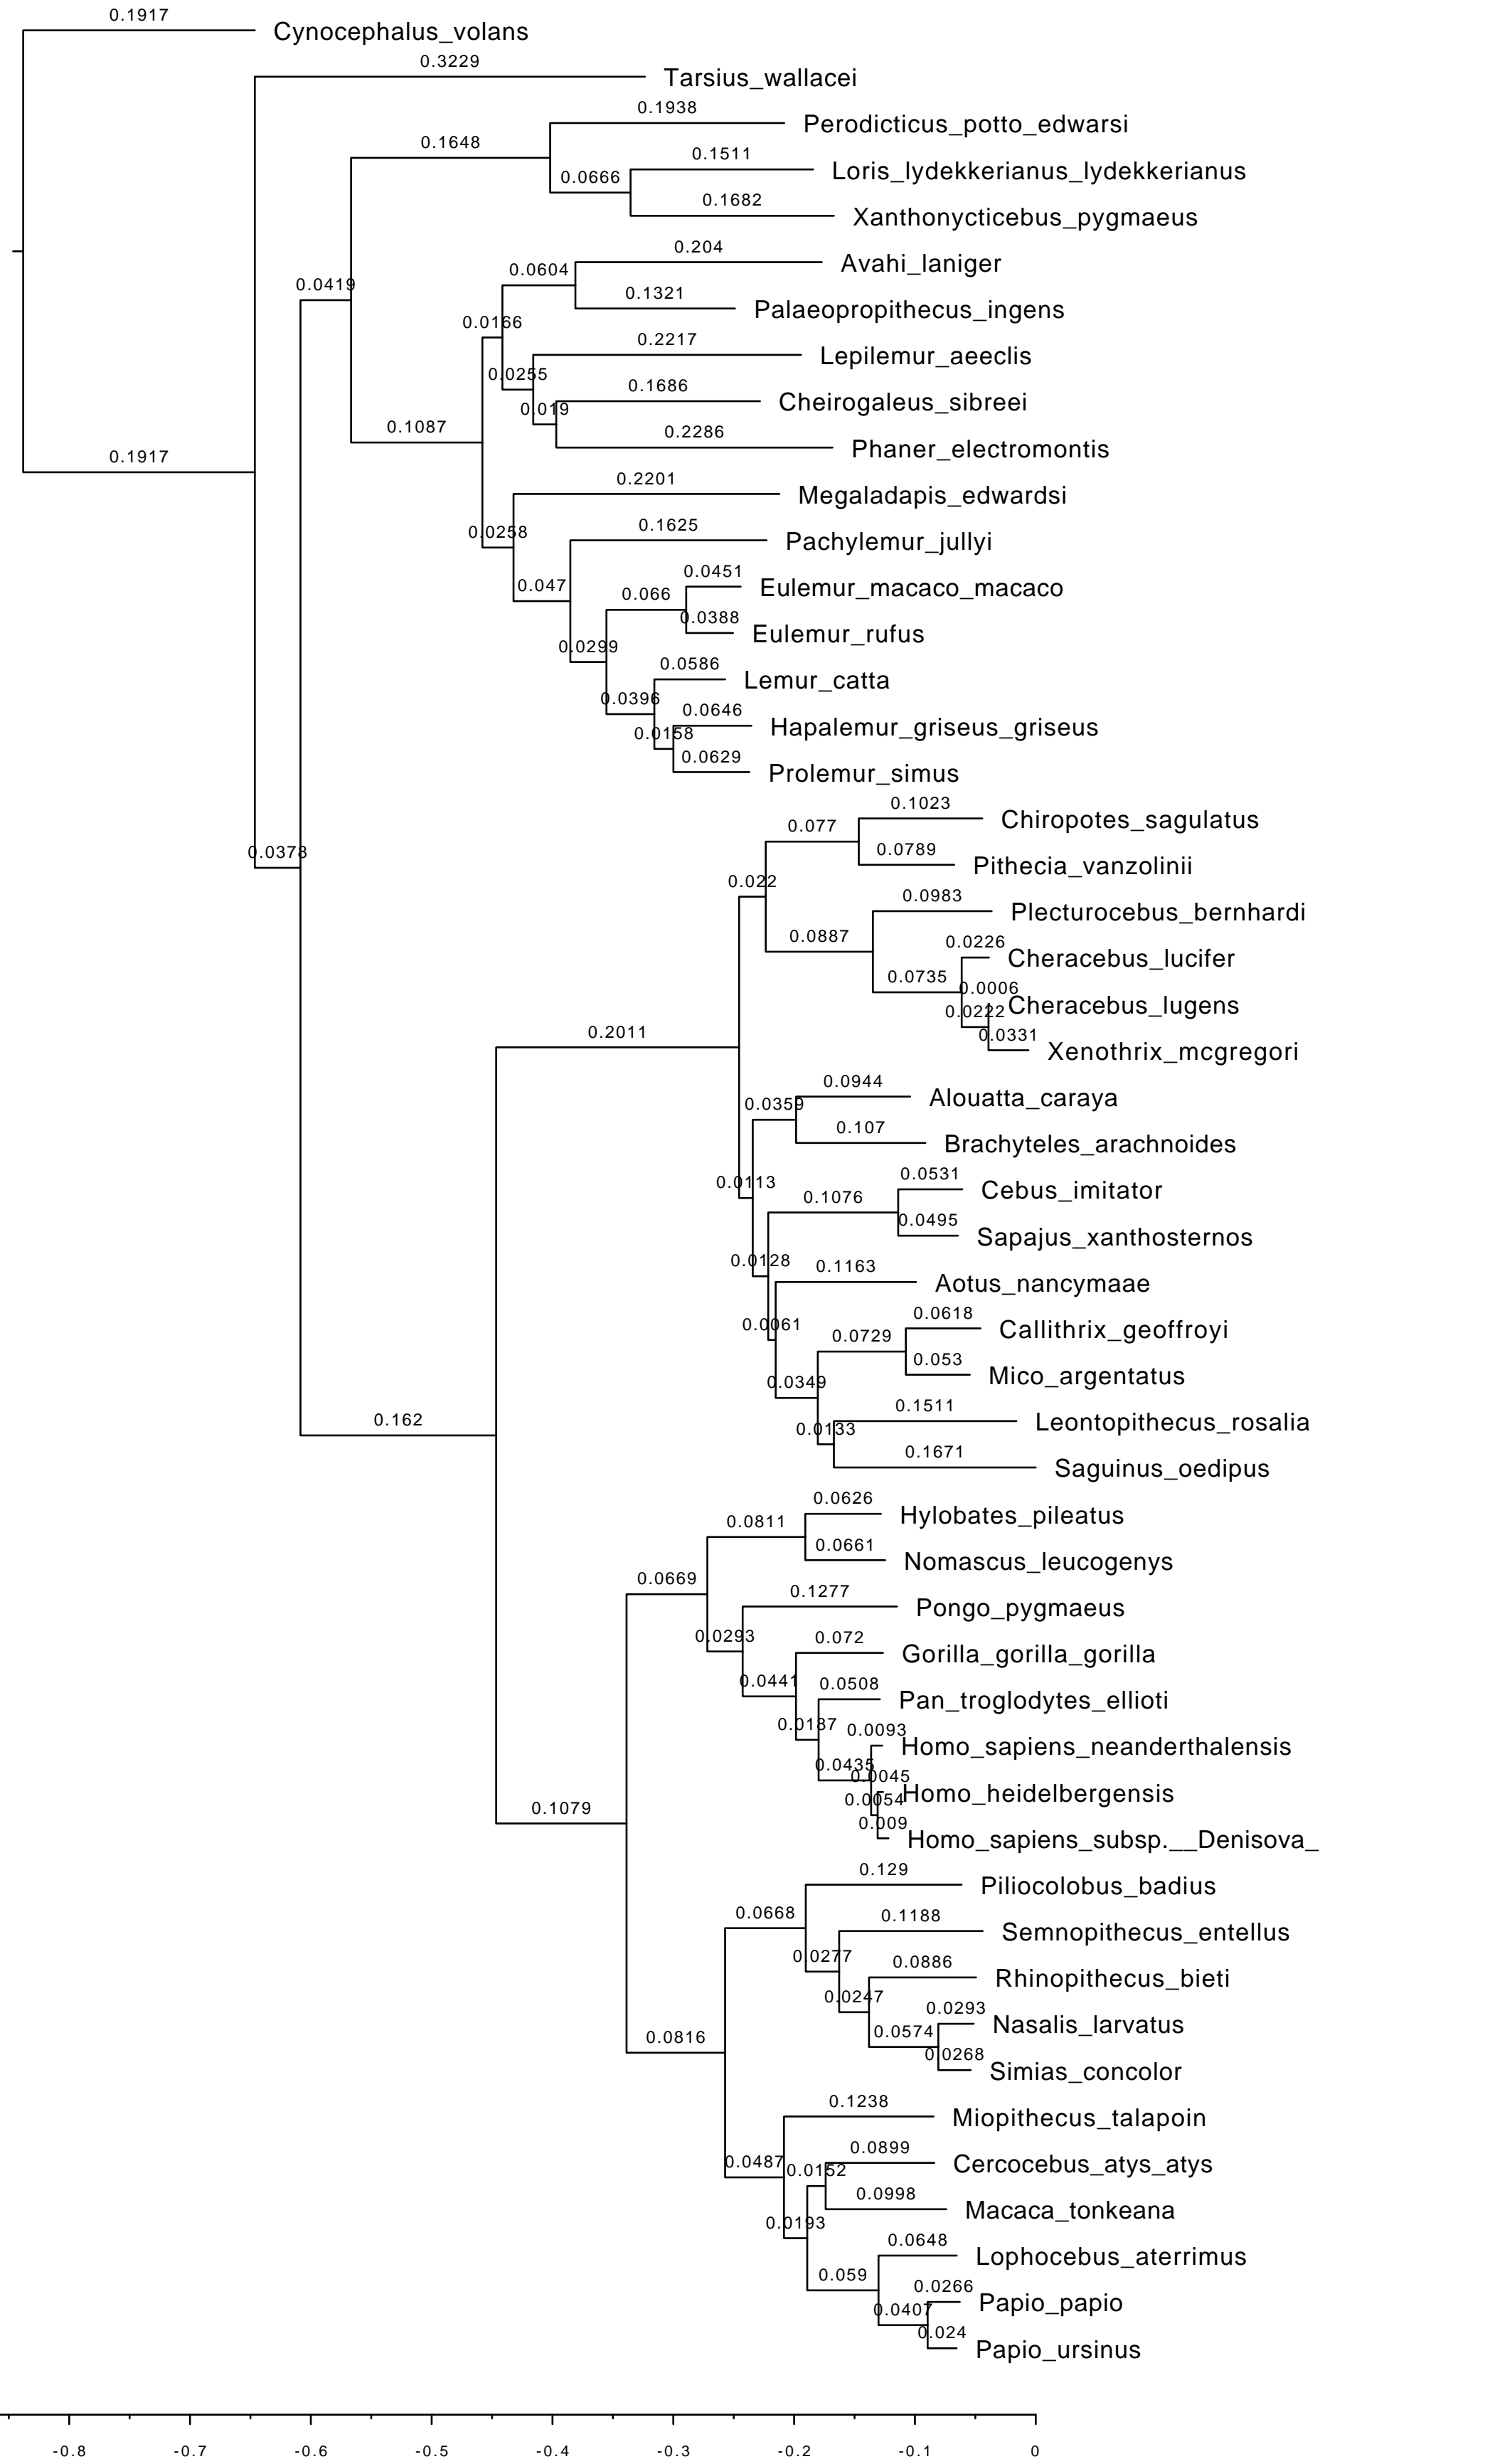 0.1917
Cynocephalus_volans
0.3229
Tarsius_wallacei
0.1938
Perodicticus_potto_edwarsi
0.1648
0.1511
Loris_lydekkerianus_lydekkerianus
0.0666
0.1682
Xanthonycticebus_pygmaeus
0.204
Avahi_laniger
0.0604
0.0419
0.1321
Palaeopropithecus_ingens
0.0166
0.2217
Lepilemur_aeeclis
0.0255
0.1686
Cheirogaleus_sibreei
0.019
0.1087
0.2286
Phaner_electromontis
0.1917
0.2201
Megaladapis_edwardsi
0.0258
0.1625
Pachylemur_jullyi
0.047
0.0451
Eulemur_macaco_macaco
0.066
0.0388
Eulemur_rufus
0.0299
0.0586
Lemur_catta
0.0396
0.0646
Hapalemur_griseus_griseus
0.0158
0.0629
Prolemur_simus
0.1023
Chiropotes_sagulatus
0.077
0.0378
0.0789
Pithecia_vanzolinii
0.022
0.0983
Plecturocebus_bernhardi
0.0887
0.0226
Cheracebus_lucifer
0.0735
0.0006
Cheracebus_lugens
0.0222
0.2011
0.0331
Xenothrix_mcgregori
0.0944
Alouatta_caraya
0.0359
0.107
Brachyteles_arachnoides
0.0113
0.0531
Cebus_imitator
0.1076
0.0495
Sapajus_xanthosternos
0.0128
0.1163
Aotus_nancymaae
0.0061
0.0618
Callithrix_geoffroyi
0.0729
0.053
Mico_argentatus
0.0349
0.1511
Leontopithecus_rosalia
0.162
0.0133
0.1671
Saguinus_oedipus
0.0626
Hylobates_pileatus
0.0811
0.0661
Nomascus_leucogenys
0.0669
0.1277
Pongo_pygmaeus
0.0293
0.072
Gorilla_gorilla_gorilla
0.0441
0.0508
Pan_troglodytes_ellioti
0.0187
0.0093
Homo_sapiens_neanderthalensis
0.0435
0.0045
Homo_heidelbergensis
0.0054
0.1079
0.009
Homo_sapiens_subsp.__Denisova_
0.129
Piliocolobus_badius
0.0668
0.1188
Semnopithecus_entellus
0.0277
0.0886
Rhinopithecus_bieti
0.0247
0.0293
Nasalis_larvatus
0.0574
0.0816
0.0268
Simias_concolor
0.1238
Miopithecus_talapoin
0.0487
0.0899
Cercocebus_atys_atys
0.0152
0.0998
Macaca_tonkeana
0.0193
0.0648
Lophocebus_aterrimus
0.059
0.0266
Papio_papio
0.0407
0.024
Papio_ursinus
-0.8 -0.7 -0.6 -0.5 -0.4 -0.3 -0.2 -0.1 0